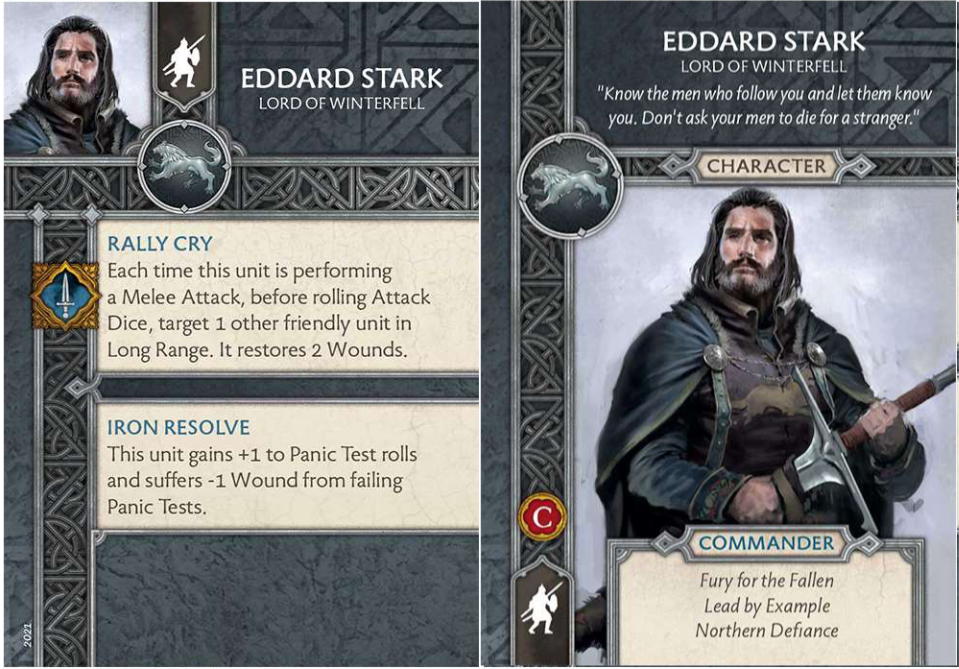 EDDARD STARK
LORD OF WINTERFELL
RALLY CRY
Each time this unit is performing
a Melee Attack, before rolling Attack
Dice, target 1 other friendly unit in
Long Range. It restores 2 Wounds.
IRON RESOLVE
This unit gains +1 to Panic Test rolls
and suffers -1 Wound from failing
Panic Tests.
2021
EDDARD STARK
LORD OF WINTERFELL
"Know the men who follow you and let them know
you. Don't ask your men to die for a stranger."
CHARACTER
C
COMMANDER
Fury for the Fallen
Lead by Example
Northern Defiance